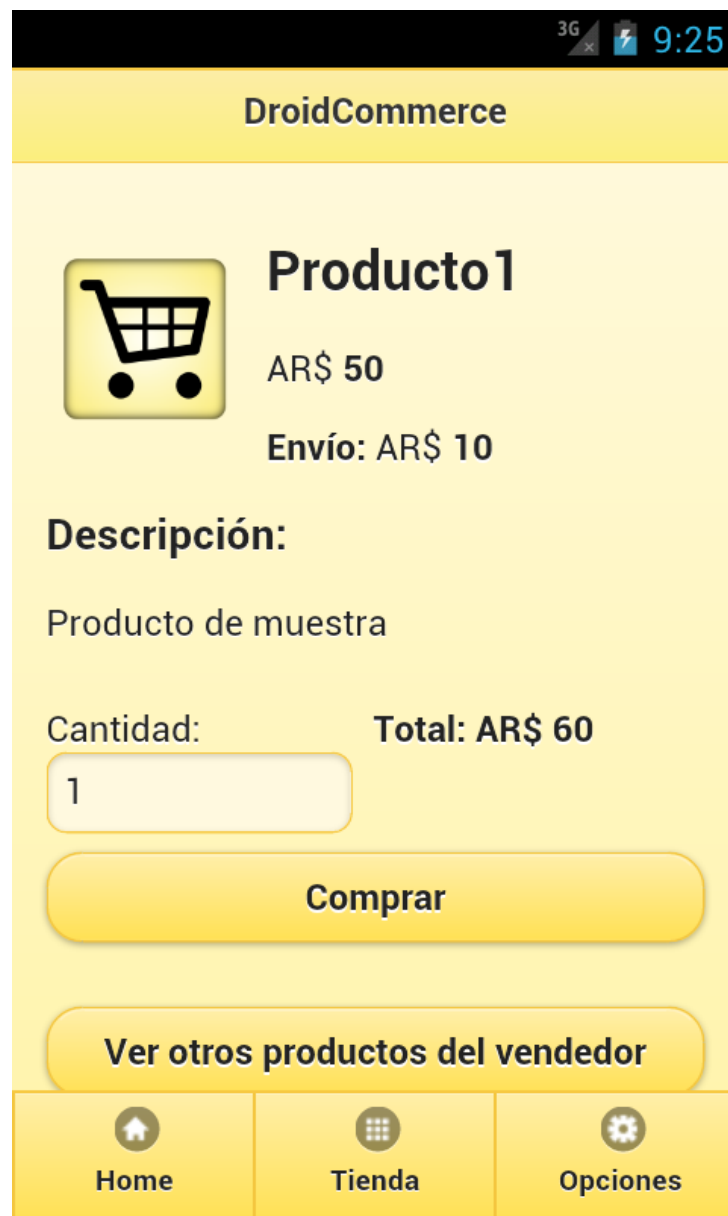 3G 9:25
DroidCommerce
Producto1
AR$ 50
Envío: AR$ 10
Descripción:
Producto de muestra
Cantidad: Total: AR$ 60
1
Comprar
Ver otros productos del vendedor
Home Tienda Opciones